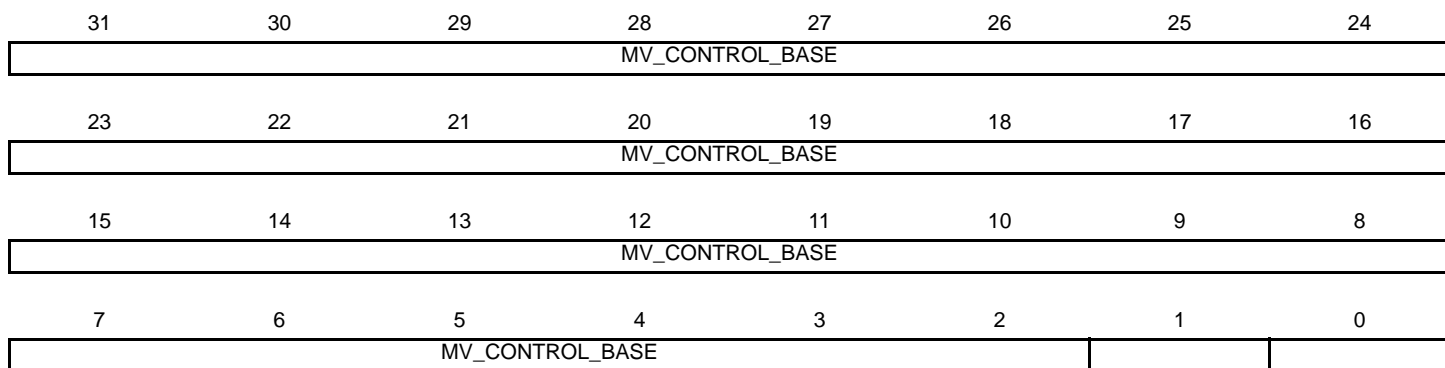 31 30 29 28 27 26 25 24
MV_CONTROL_BASE
23 22 21 20 19 18 17 16
MV_CONTROL_BASE
15 14 13 12 11 10 9 8
MV_CONTROL_BASE
7 6 5 4 3 2 1 0
MV_CONTROL_BASE